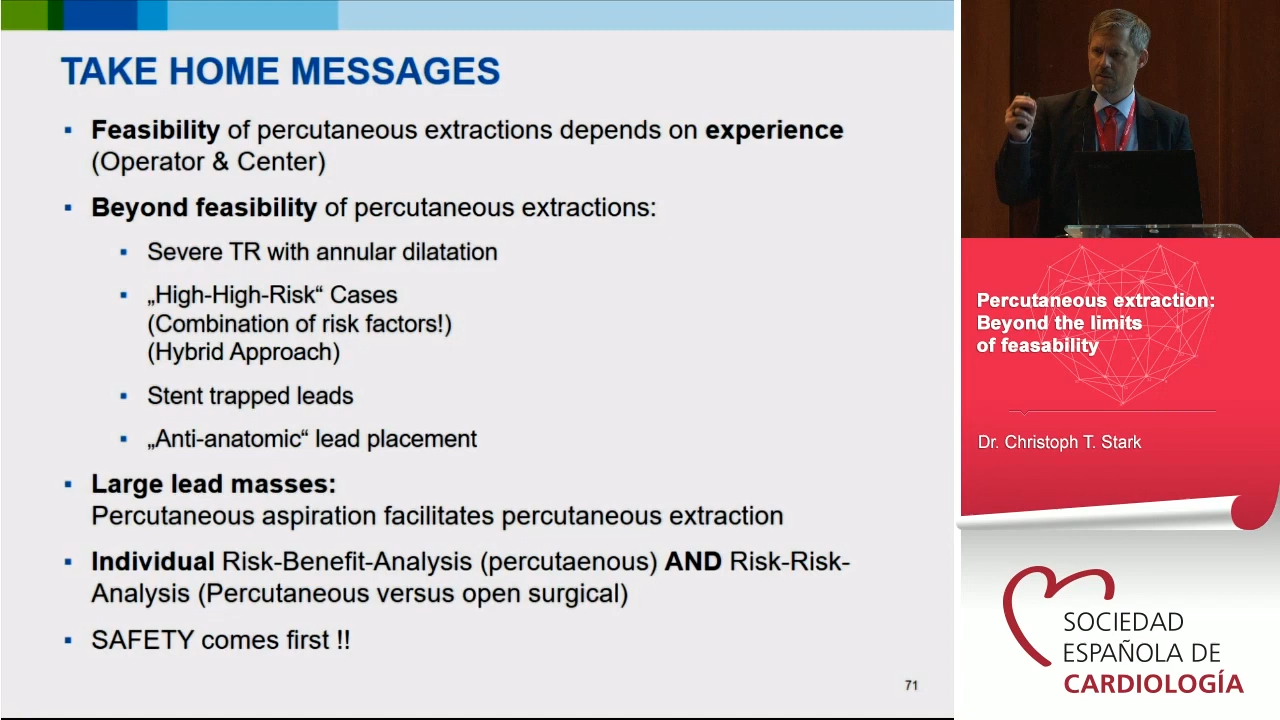 TAKE HOME MESSAGES
▪ Feasibility of percutaneous extractions depends on experience
(Operator & Center)
▪ Beyond feasibility of percutaneous extractions:
▪ Severe TR with annular dilatation
▪ „High-High-Risk“ Cases
(Combination of risk factors!)
(Hybrid Approach)
▪ Stent trapped leads
▪ „Anti-anatomic“ lead placement
▪ Large lead masses:
Percutaneous aspiration facilitates percutaneous extraction
▪ Individual Risk-Benefit-Analysis (percutaenous) AND Risk-Risk-
Analysis (Percutaneous versus open surgical)
▪ SAFETY comes first !!
71
Percutaneous extraction:
Beyond the limits
of feasability
Dr. Christoph T. Stark
SOCIEDAD
ESPAÑOLA DE
CARDIOLOGÍA